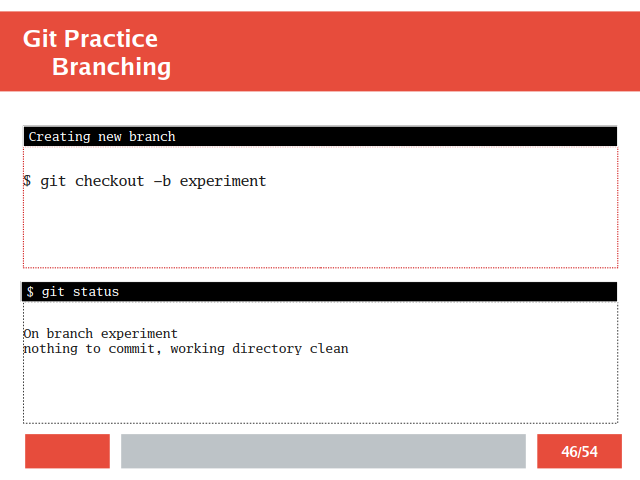 Git Practice
Branching
Creating new branch
$ git checkout –b experiment
$ git status
On branch experiment
nothing to commit, working directory clean
46/54